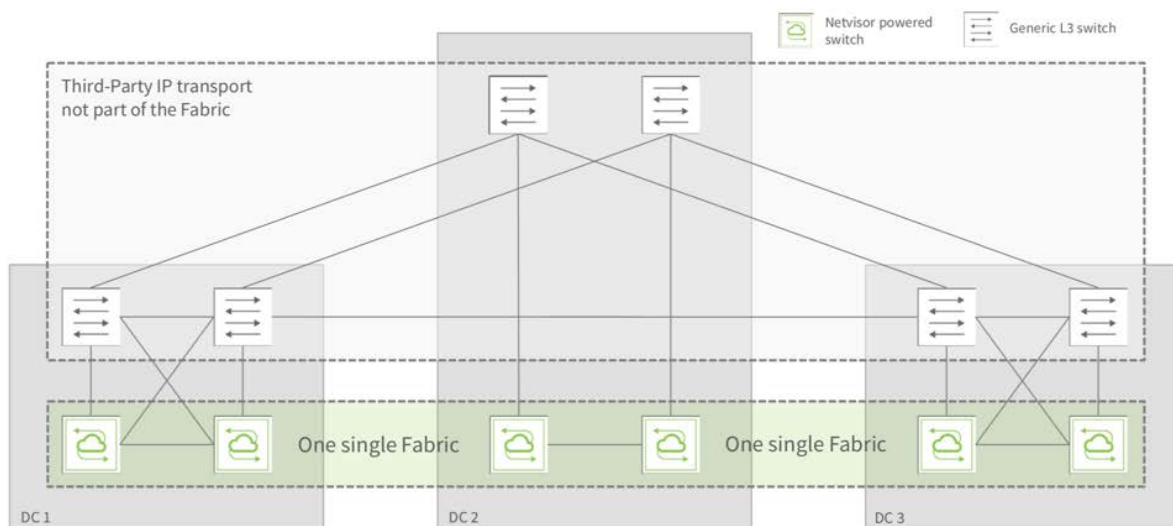 Netvisor powered
switch
Generic L3 switch
Third-Party IP transport
not part of the Fabric
One single Fabric
One single Fabric
DC 1
DC 2
DC 3